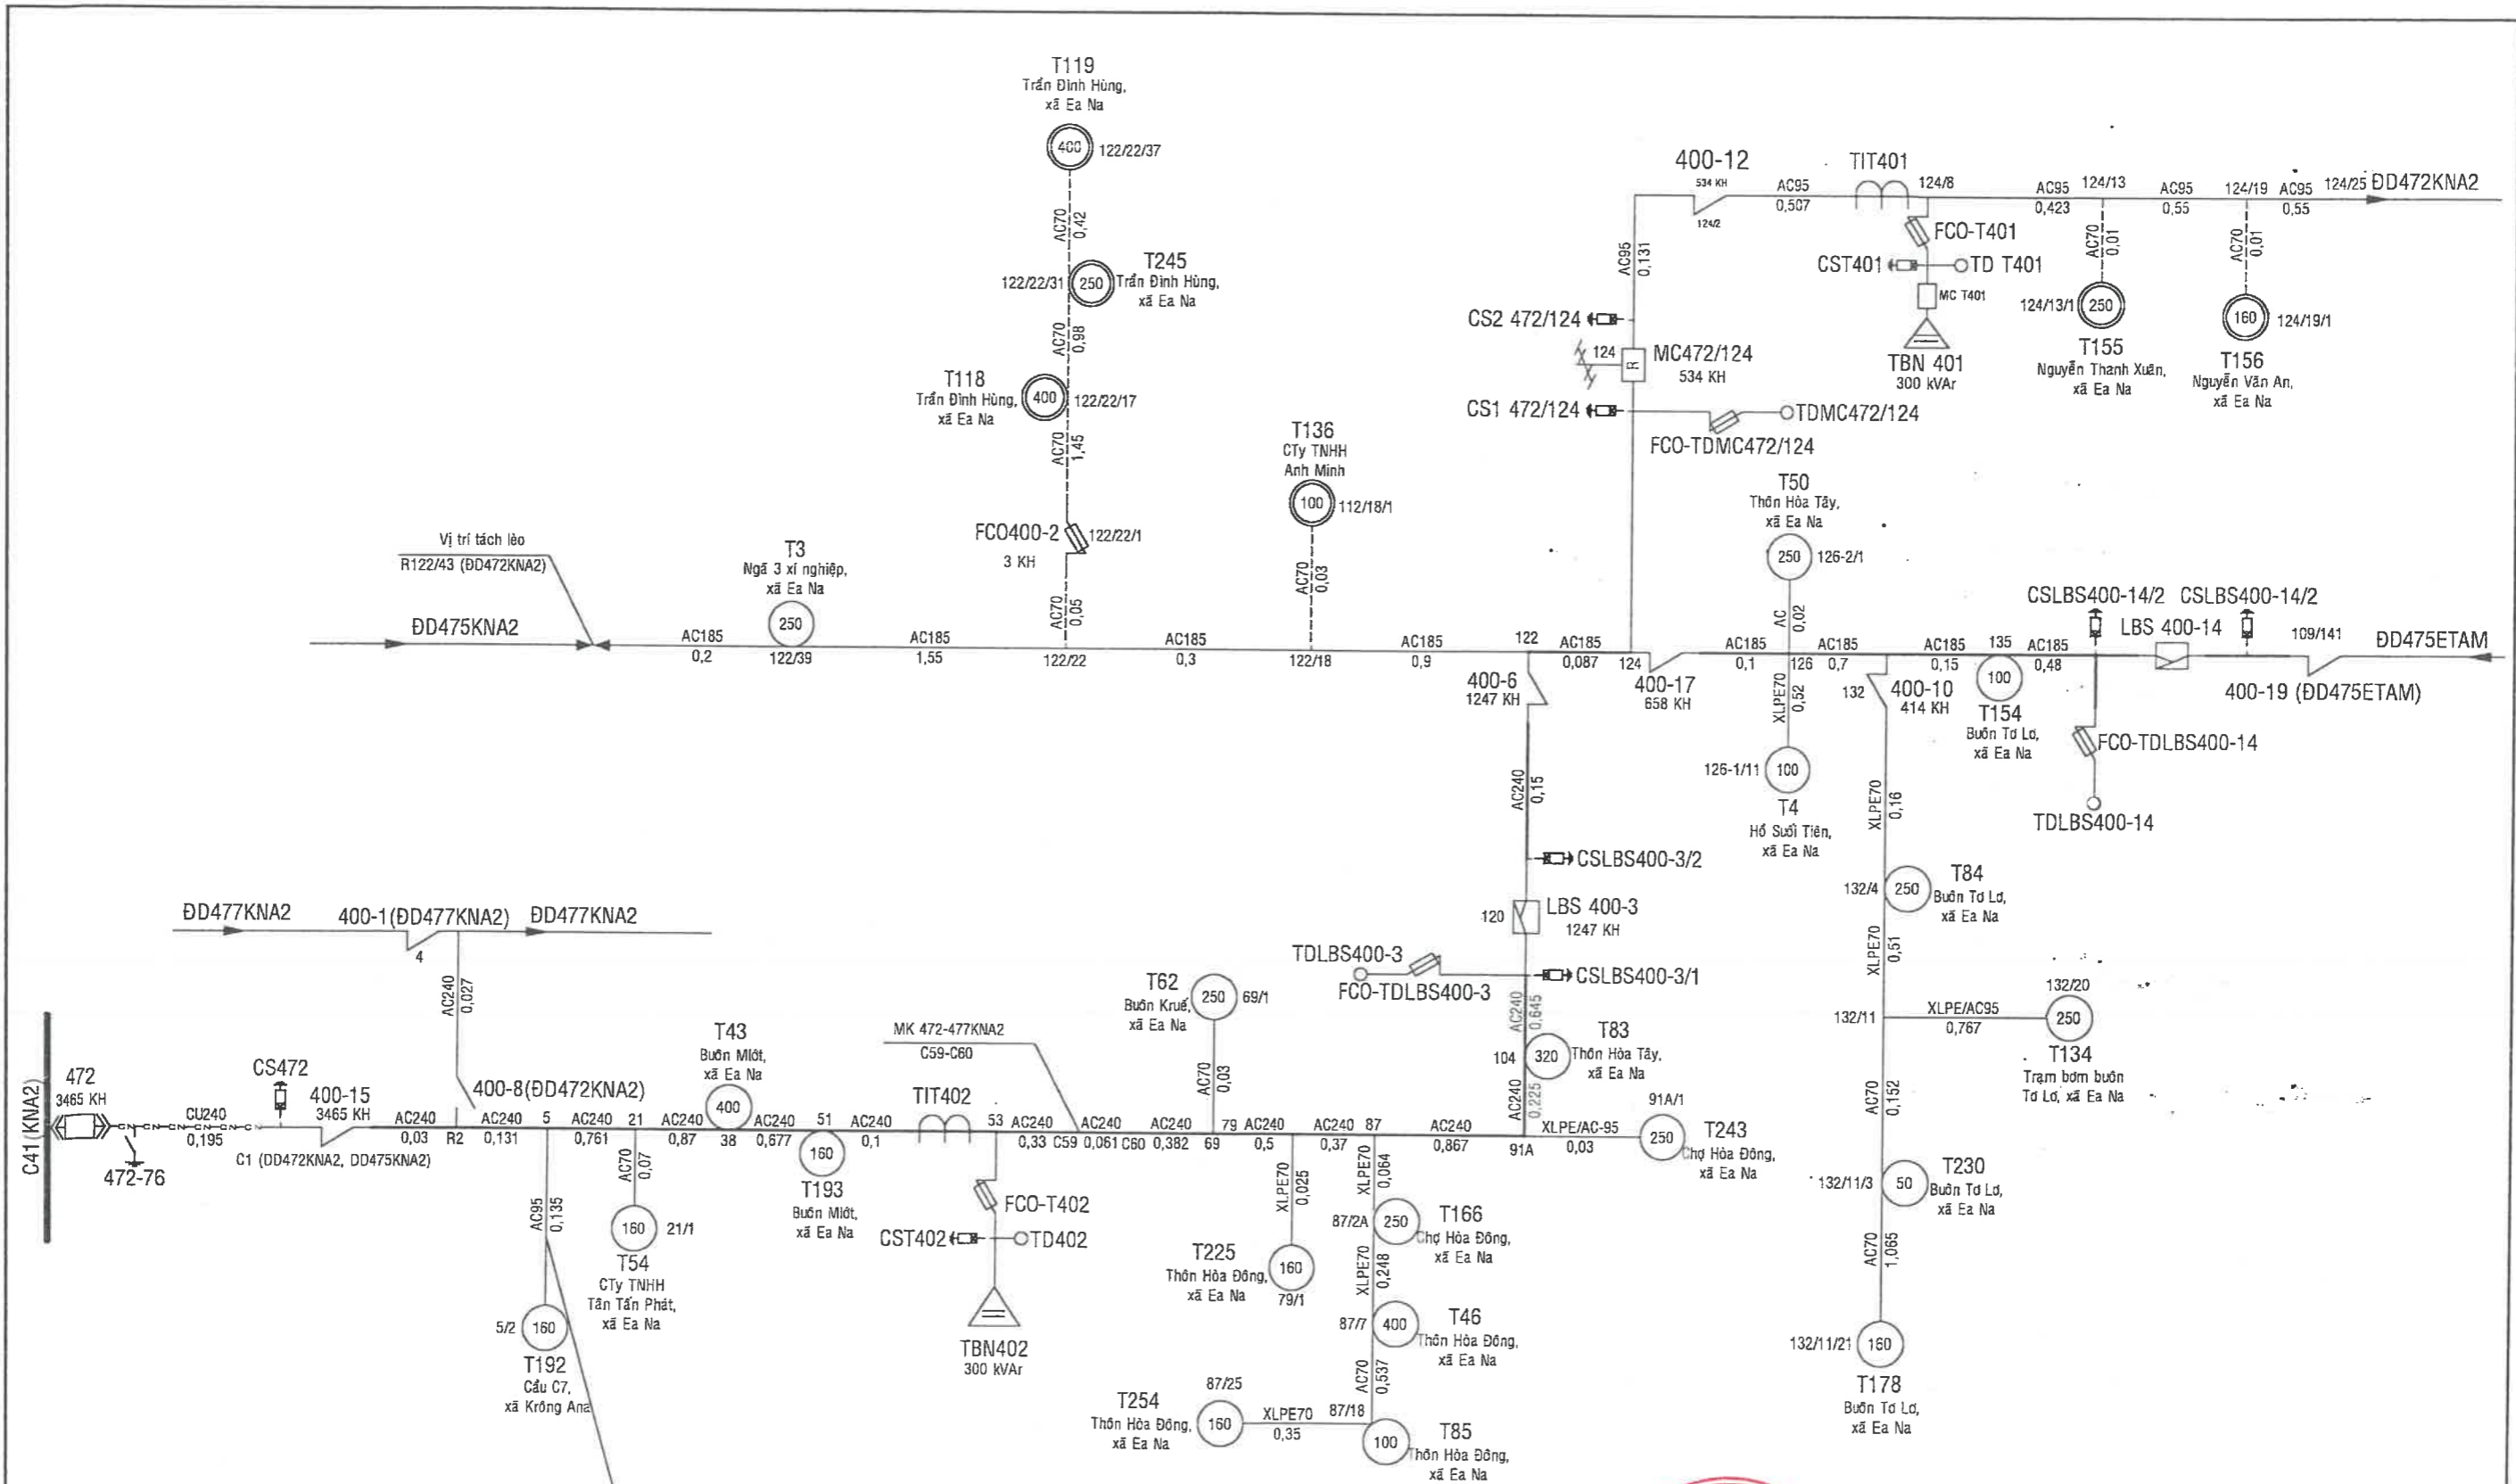 T119
Trần Đình Hùng,
xã Ea Na
400
122/22/37
AC70
0,42
T245
122/22/31
250
Trần Đình Hùng,
xã Ea Na
AC70
0,98
T118
Trần Đình Hùng,
xã Ea Na
400
122/22/17
AC70
1,45
FCO400-2
122/22/1
3 KH
AC70
0,05
T136
CTy TNHH
Anh Minh
100
112/18/1
AC70
0,03
400-12
534 KH
124/2
AC95
0,507
TIT401
124/8
AC95
0,423
124/13
AC95
0,55
124/19
AC95
0,55
124/25
ĐD472KNA2
AC95
0,131
FCO-T401
CST401
TD T401
MC T401
TBN 401
300 kVAr
AC70
0,01
124/13/1
250
T155
Nguyễn Thanh Xuân,
xã Ea Na
AC70
0,01
160
124/19/1
T156
Nguyễn Văn An,
xã Ea Na
CS2 472/124
124
R
MC472/124
534 KH
CS1 472/124
TDMC472/124
FCO-TDMC472/124
T50
Thôn Hòa Tây,
xã Ea Na
250
126-2/1
AC
0,02
Vị trí tách lèo
R122/43 (ĐD472KNA2)
T3
Ngã 3 xí nghiệp,
xã Ea Na
250
ĐD475KNA2
AC185
0,2
122/39
AC185
1,55
122/22
AC185
0,3
122/18
AC185
0,9
122
AC185
0,087
124
AC185
0,1
126
AC185
0,7
AC185
0,15
135
AC185
0,48
CSLBS400-14/2
CSLBS400-14/2
LBS 400-14
109/141
ĐD475ETAM
400-6
1247 KH
400-17
658 KH
XLPE70
0,52
132
400-10
414 KH
100
T154
Buôn Tơ Lơ,
xã Ea Na
400-19 (ĐD475ETAM)
FCO-TDLBS400-14
TDLBS400-14
126-1/11
100
T4
Hồ Suối Tiên,
xã Ea Na
XLPE70
0,16
AC240
0,15
CSLBS400-3/2
132/4
250
T84
Buôn Tơ Lơ,
xã Ea Na
120
LBS 400-3
1247 KH
XLPE70
0,51
TDLBS400-3
FCO-TDLBS400-3
CSLBS400-3/1
AC240
0,645
132/11
XLPE/AC95
0,767
132/20
250
T134
Trạm bơm buôn
Tơ Lơ, xã Ea Na
104
320
T83
Thôn Hòa Tây,
xã Ea Na
AC240
0,225
AC70
0,152
132/11/3
50
T230
Buôn Tơ Lơ,
xã Ea Na
AC70
1,065
132/11/21
160
T178
Buôn Tơ Lơ,
xã Ea Na
ĐD477KNA2
400-1(ĐD477KNA2)
ĐD477KNA2
4
AC240
0,027
400-8(ĐD472KNA2)
C41 (KNA2)
472
3465 KH
472-76
CU240
0,195
CS472
400-15
3465 KH
C1 (DD472KNA2, DD475KNA2)
AC240
0,03
R2
AC240
0,131
5
AC240
0,761
21
AC240
0,87
T43
Buôn Mlót,
xã Ea Na
400
38
AC240
0,677
51
160
T193
Buôn Mlót,
xã Ea Na
AC240
0,1
TIT402
53
AC240
0,33
MK 472-477KNA2
C59-C60
C59
AC240
0,061
C60
0,382
T62
Buôn Kruế,
xã Ea Na
250
69/1
AC70
0,03
69
79
AC240
0,5
AC240
0,37
87
AC240
0,867
91A
XLPE/AC-95
0,03
91A/1
250
T243
Chợ Hòa Đông,
xã Ea Na
AC95
0,135
5/2
160
T192
Cầu C7,
xã Krông Ana
AC70
0,07
160
21/1
T54
CTy TNHH
Tân Tấn Phát,
xã Ea Na
FCO-T402
CST402
TD402
TBN402
300 kVAr
XLPE70
0,025
T225
Thôn Hòa Đông,
xã Ea Na
160
79/1
XLPE70
0,064
87/2A
250
T166
Chợ Hòa Đông,
xã Ea Na
XLPE70
0,248
87/7
400
T46
Thôn Hòa Đông,
xã Ea Na
AC70
0,537
87/25
T254
Thôn Hòa Đông,
xã Ea Na
160
XLPE70
0,35
87/18
100
T85
Thôn Hòa Đông,
xã Ea Na